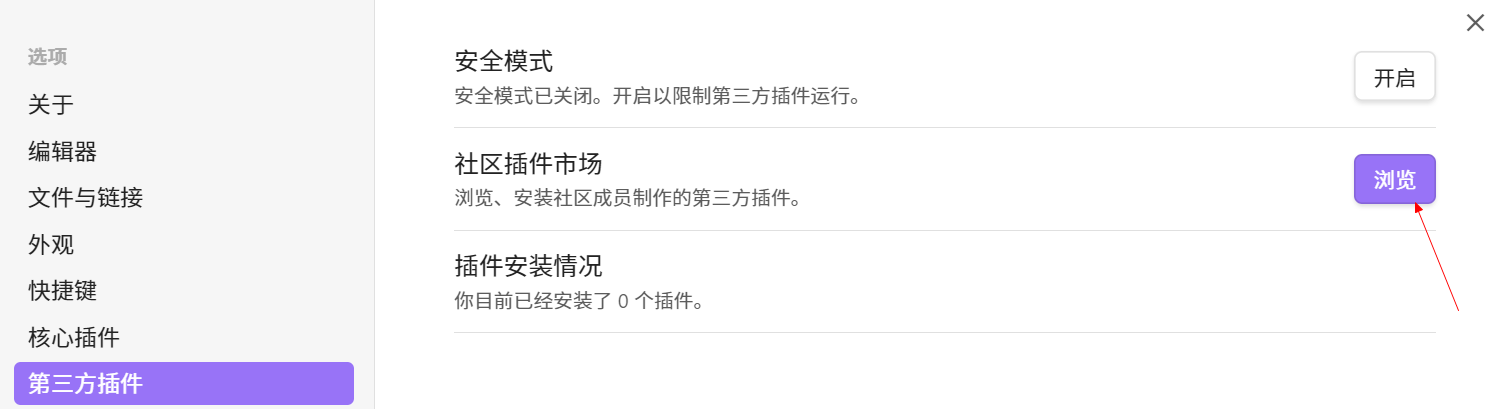 选项
关于
编辑器
文件与链接
外观
快捷键
核心插件
第三方插件
安全模式
安全模式已关闭。开启以限制第三方插件运行。
开启
社区插件市场
浏览、安装社区成员制作的第三方插件。
浏览
插件安装情况
你目前已经安装了 0 个插件。